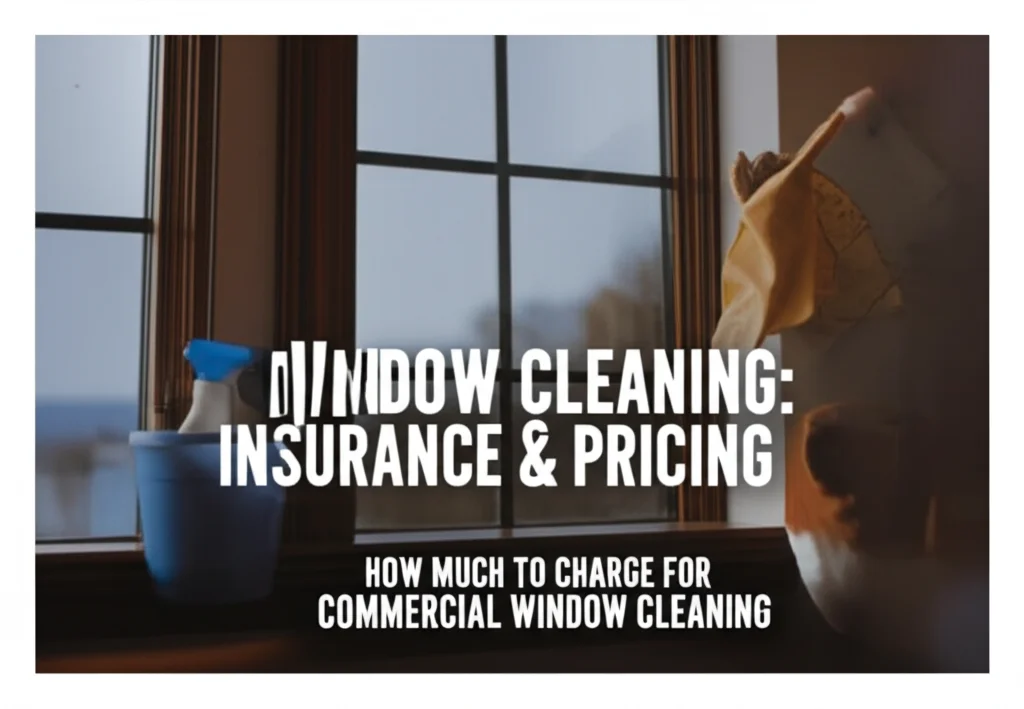 CLEANING:
INSURANCE & PRICING
HOW MUCH TO CHARGE FOR
COMMERCIAL WINDOW CLEANING